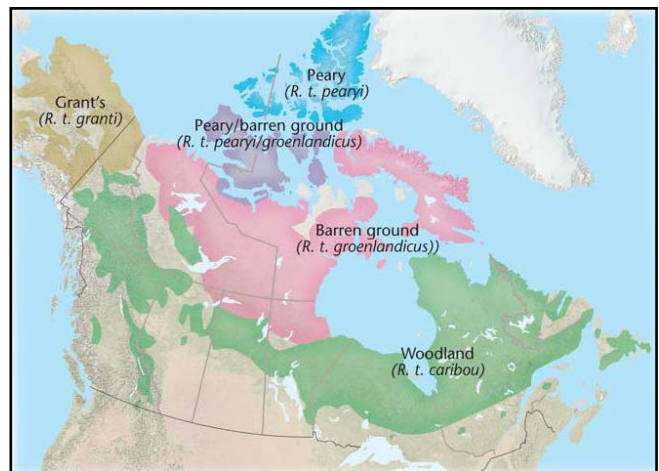 Peary
(R. t. pearyi)
Grant's
(R. t. granti)
Peary/barren ground
(R. t. pearyi/groenlandicus)
Barren ground
(R. t. groenlandicus))
Woodland
(R. t. caribou)